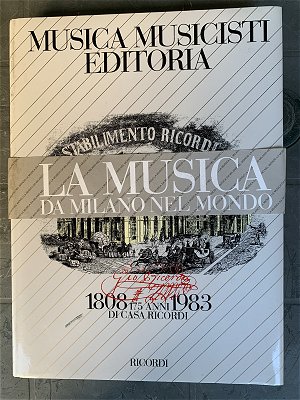 MUSICA MUSICISTI
EDITORIA
STABILIMENTO RICORDI
LA MUSICA
DA MILANO NEL MONDO
1808 175 ANNI 1983
DI CASA RICORDI
RICORDI